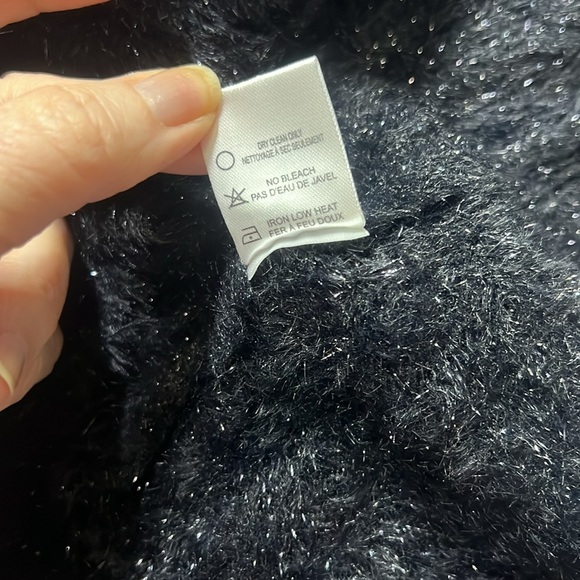 DRY CLEAN ONLY
NETTOYAGE À SEC SEULEMENT
NO BLEACH
PAS D'EAU DE JAVEL
IRON LOW HEAT
FER À FEU DOUX